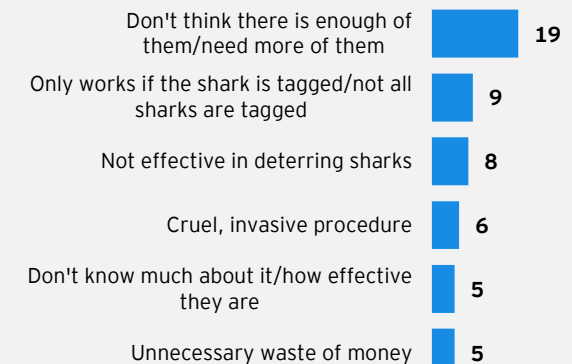 Don't think there is enough of
them/need more of them
19
Only works if the shark is tagged/not all
sharks are tagged
9
Not effective in deterring sharks
8
Cruel, invasive procedure
6
Don't know much about it/how effective
they are
5
Unnecessary waste of money
5